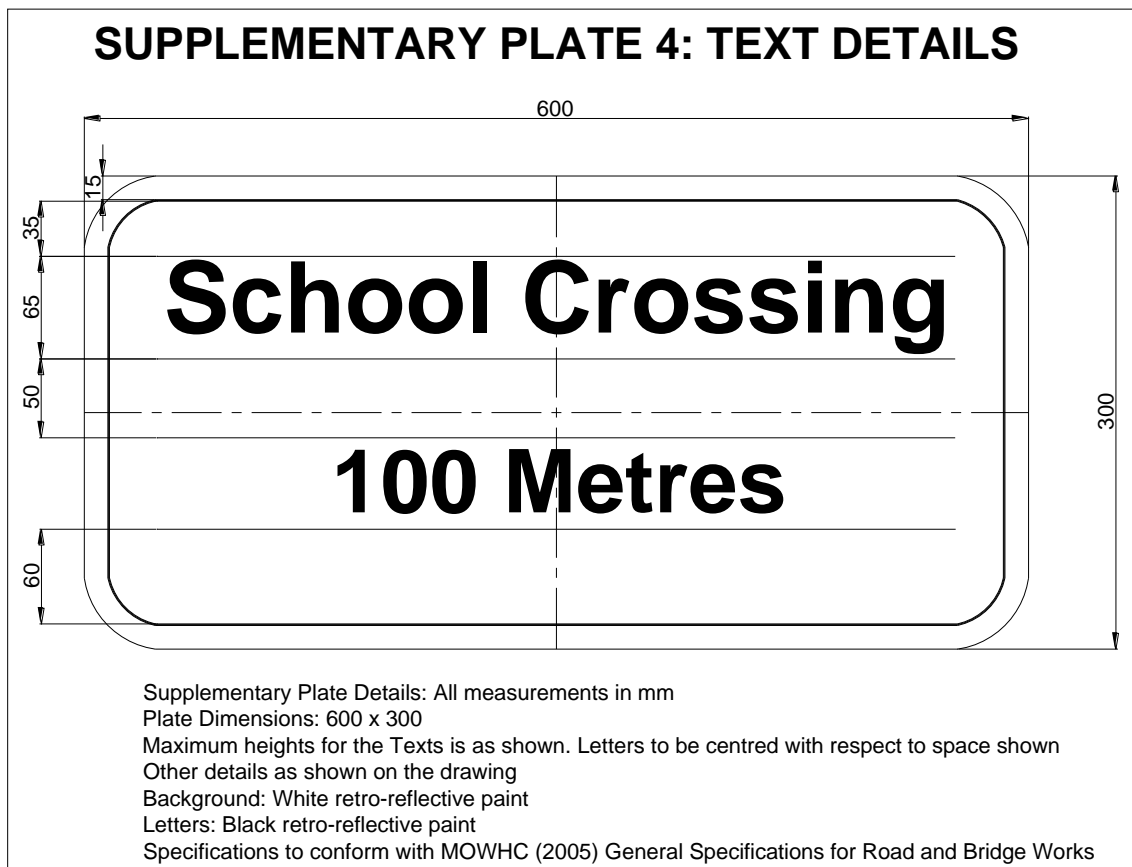 SUPPLEMENTARY PLATE 4: TEXT DETAILS
600
15
35
School Crossing
65
50
300
100 Metres
60
Supplementary Plate Details: All measurements in mm
Plate Dimensions: 600 x 300
Maximum heights for the Texts is as shown. Letters to be centred with respect to space shown
Other details as shown on the drawing
Background: White retro-reflective paint
Letters: Black retro-reflective paint
Specifications to conform with MOWHC (2005) General Specifications for Road and Bridge Works